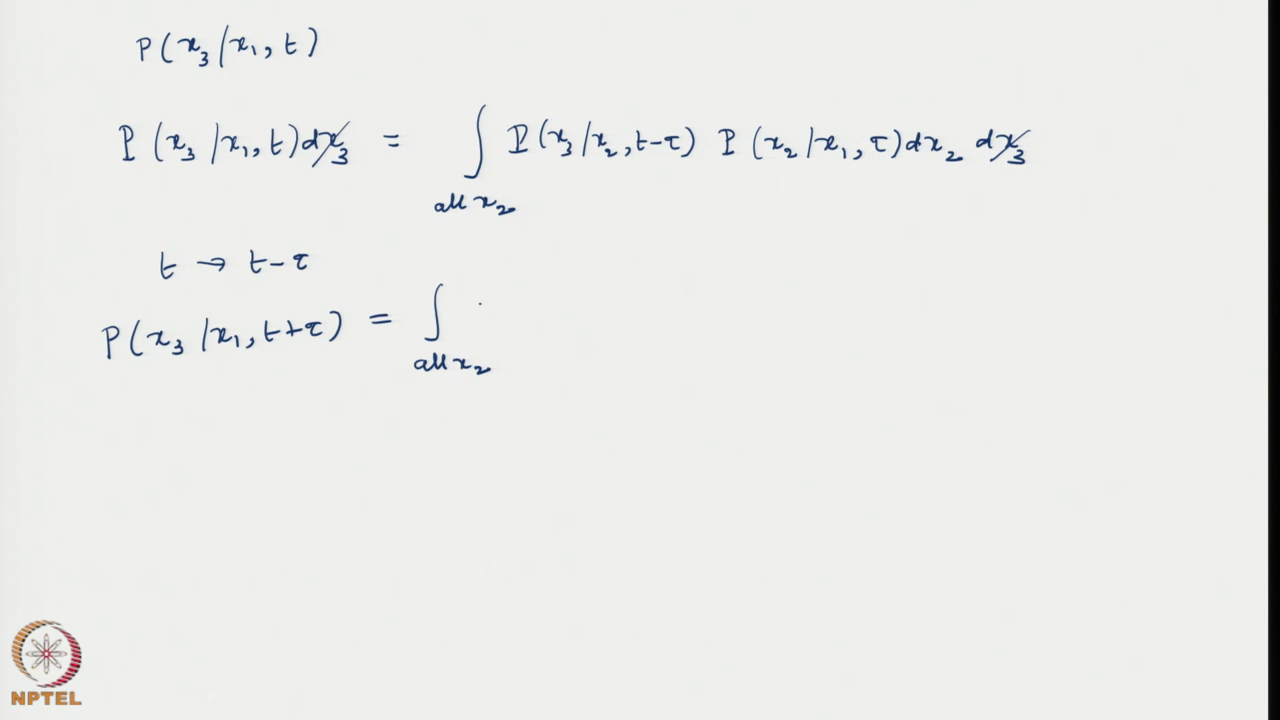 P(x₃/x₁, t)
P(x₃/x₁, t)dx₃ = ∫ P(x₃/x₂, t-τ) P(x₂/x₁, τ)dx₂ dx₃
all x₂
t → t-τ
P(x₃/x₁, t+τ) = ∫
all x₂
NPTEL